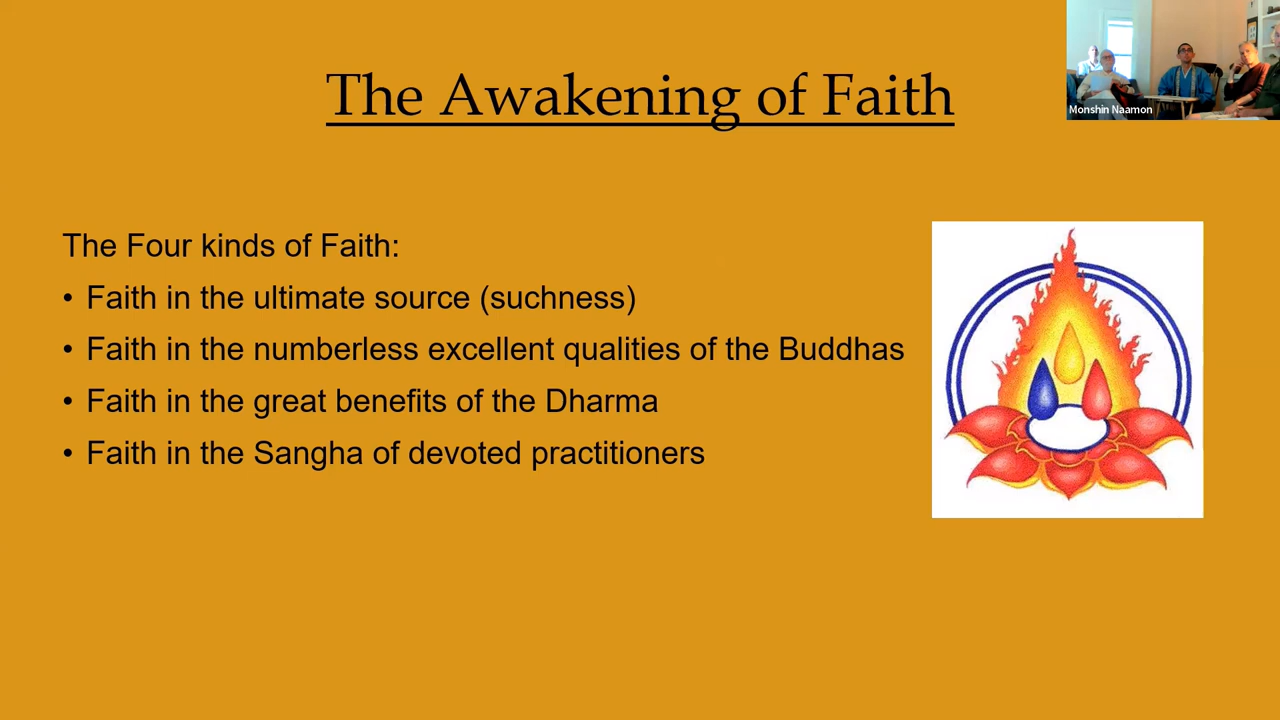 The Awakening of Faith
Monshin Naamon
The Four kinds of Faith:
• Faith in the ultimate source (suchness)
• Faith in the numberless excellent qualities of the Buddhas
• Faith in the great benefits of the Dharma
• Faith in the Sangha of devoted practitioners